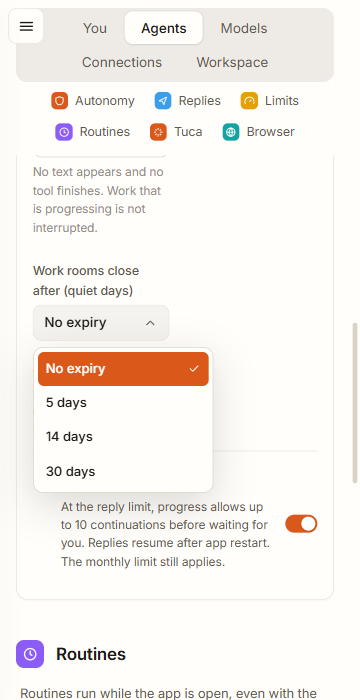 You
Agents
Models
Connections
Workspace
Autonomy
Replies
Limits
Routines
Tuca
Browser
No text appears and no
tool finishes. Work that
is progressing is not
interrupted.
Work rooms close
after (quiet days)
No expiry
No expiry
5 days
14 days
30 days
At the reply limit, progress allows up
to 10 continuations before waiting for
you. Replies resume after app restart.
The monthly limit still applies.
Routines
Routines run while the app is open, even with the